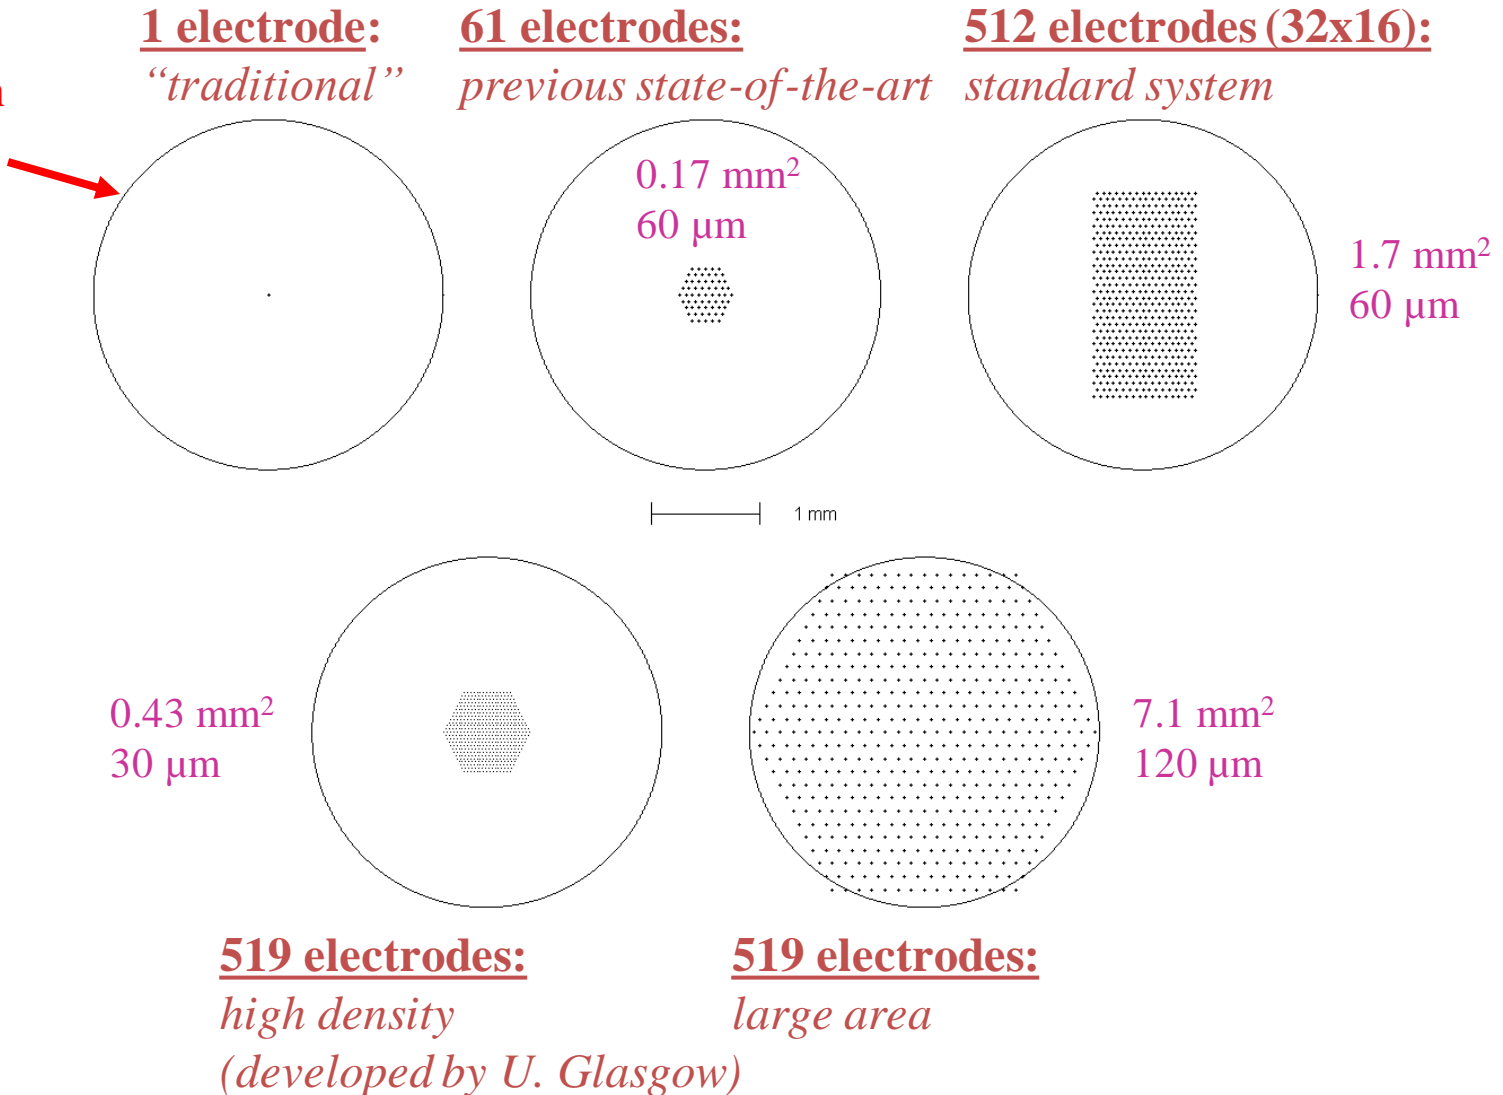 1 electrode:
"traditional"
61 electrodes:
previous state-of-the-art
512 electrodes (32x16):
standard system
0.17 mm²
60 µm
1.7 mm²
60 µm
1 mm
0.43 mm²
30 µm
7.1 mm²
120 µm
519 electrodes:
high density
(developed by U. Glasgow)
519 electrodes:
large area